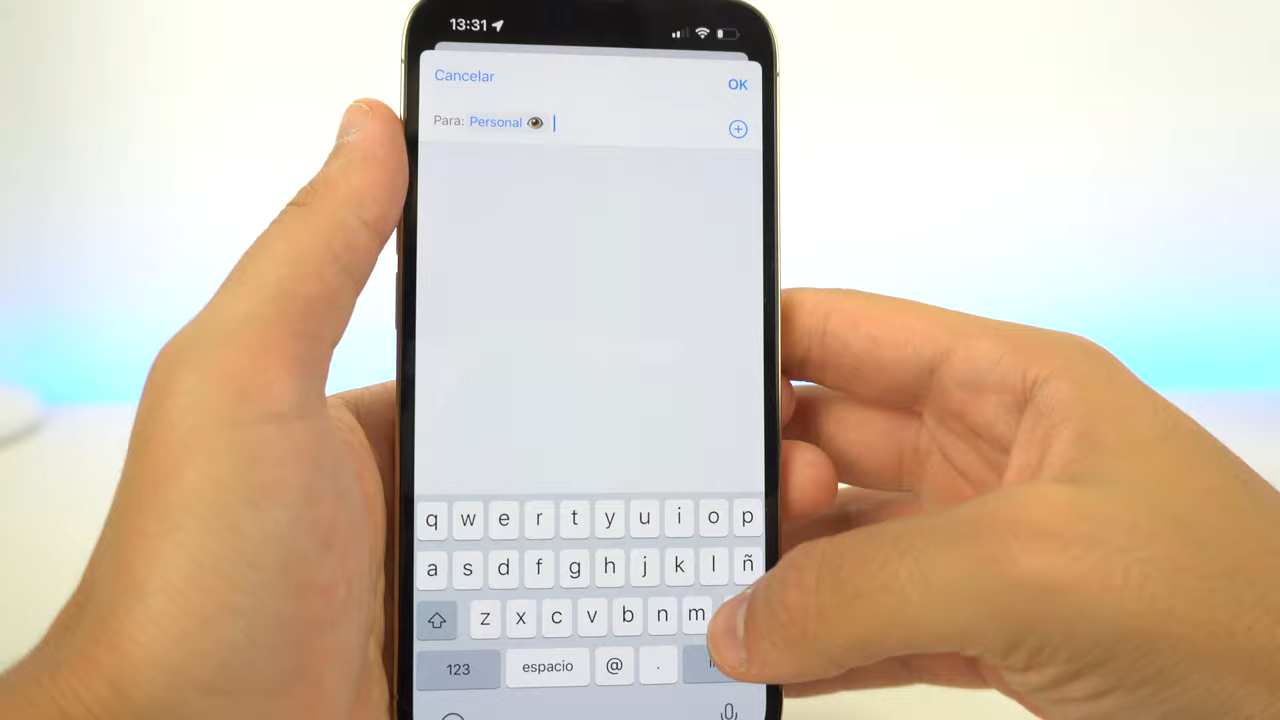 13:31
Cancelar
OK
Para: Personal 👁
q w e r t y u i o p
a s d f g h j k l ñ
z x c v b n m
123 espacio @ .